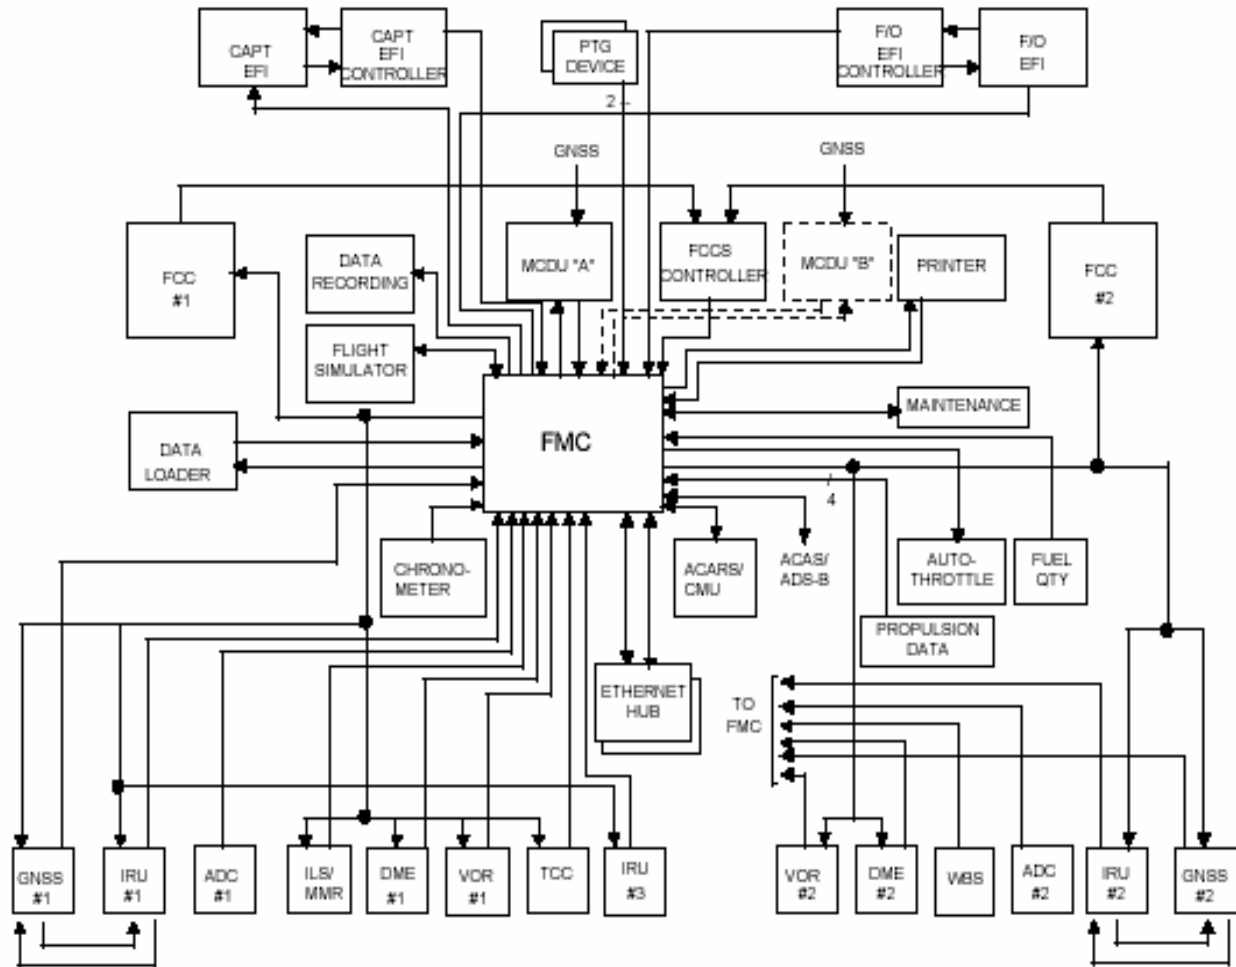 CAPT
EFI
CAPT
EFI
CONTROLLER
PTG
DEVICE
F/O
EFI
CONTROLLER
F/O
EFI
2
GNSS
GNSS
FCC
#1
DATA
RECORDING
MCDU "A"
FCCS
CONTROLLER
MCDU "B"
PRINTER
FCC
#2
FLIGHT
SIMULATOR
MAINTENANCE
DATA
LOADER
FMC
4
CHRONO-
METER
ACARS/
CMU
ACAS/
ADS-B
AUTO-
THROTTLE
FUEL
QTY
PROPULSION
DATA
ETHERNET
HUB
TO
FMC
GNSS
#1
IRU
#1
ADC
#1
ILS/
MMR
DME
#1
VOR
#1
TCC
IRU
#3
VOR
#2
DME
#2
WBS
ADC
#2
IRU
#2
GNSS
#2